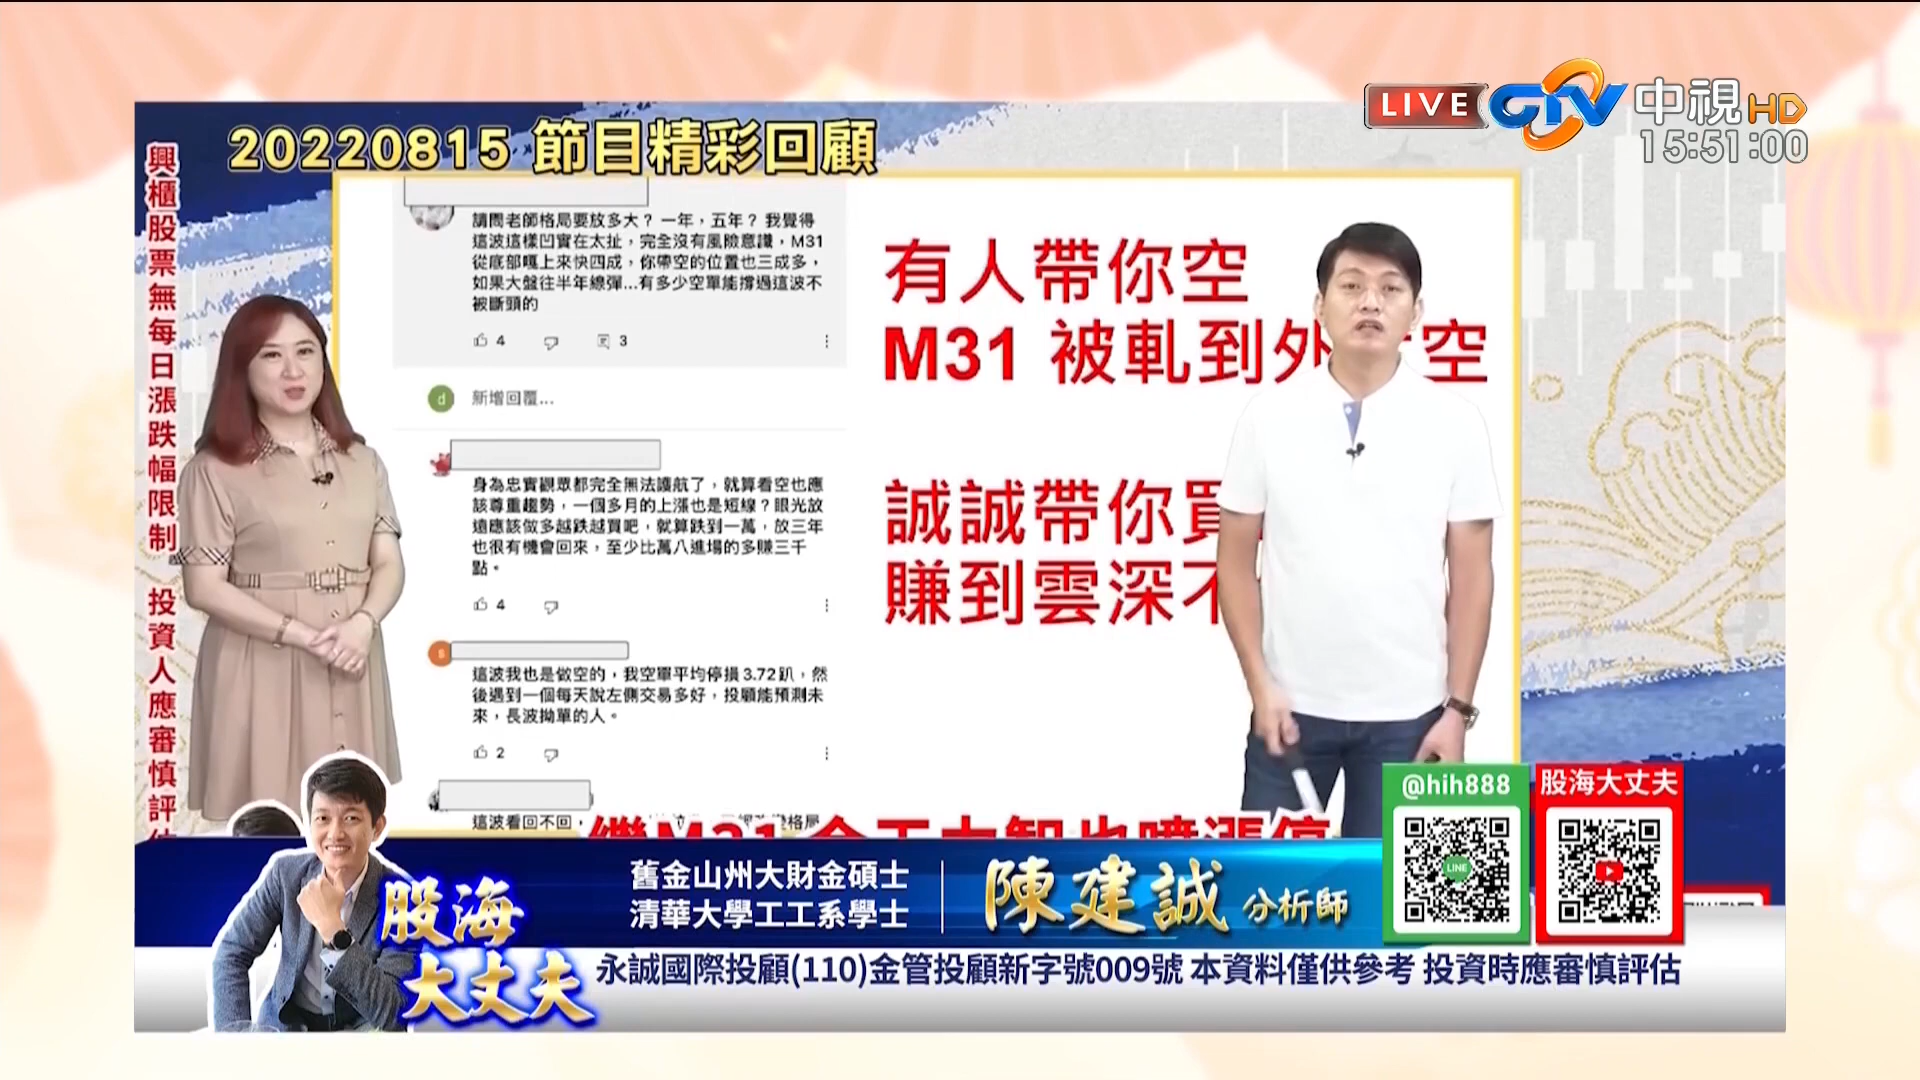 LIVE CTV 中視HD
15:51:00
20220815 節目精彩回顧
興櫃股票無每日漲跌幅限制 投資人應審慎評估
請問老師格局要放多大？一年，五年？我覺得
這波這樣凹實在太扯，完全沒有風險意識，M31
從底部嘎上來快四成，你帶空的位置也三成多，
如果大盤往半年線彈...有多少空單能撐過這波不
被斷頭的
4
3
d
新增回覆...
身為忠實觀眾都完全無法護航了，就算看空也應
該尊重趨勢，一個多月的上漲也是短線？眼光放
遠應該做多越跌越買吧，就算跌到一萬，放三年
也很有機會回來，至少比萬八進場的多賺三千
點。
4
s
這波我也是做空的，我空單平均停損3.72趴，然
後遇到一個每天說左側交易多好，投顧能預測未
來，長波拗單的人。
2
這波看回不回，
格局
有人帶你空
M31 被軋到外
空
誠誠帶你買
賺到雲深不
繼M31
@hih888
LINE
股海大丈夫
股海
大丈夫
舊金山州大財金碩士
清華大學工工系學士
陳建誠 分析師
永誠國際投顧(110)金管投顧新字號009號 本資料僅供參考 投資時應審慎評估